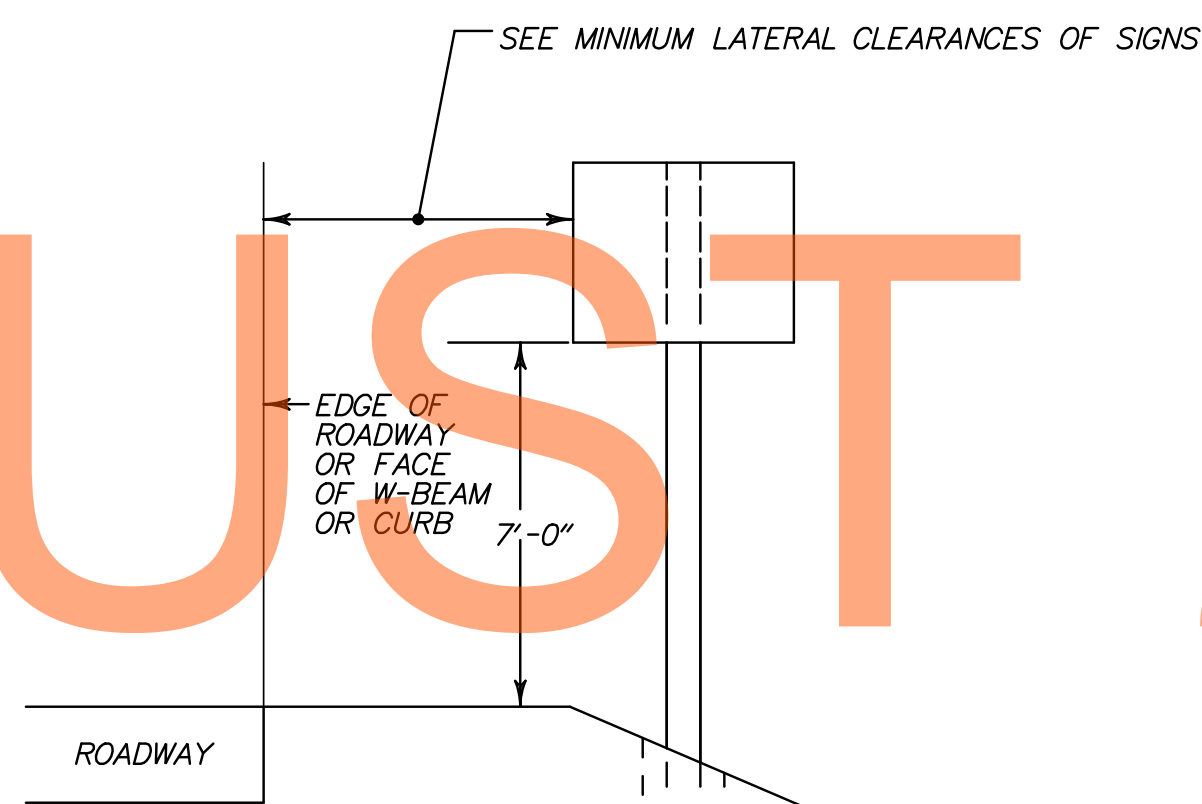 SEE MINIMUM LATERAL CLEARANCES OF SIGNS
EDGE OF
ROADWAY
OR FACE
OF W-BEAM
OR CURB
7'-0"
ROADWAY
UST